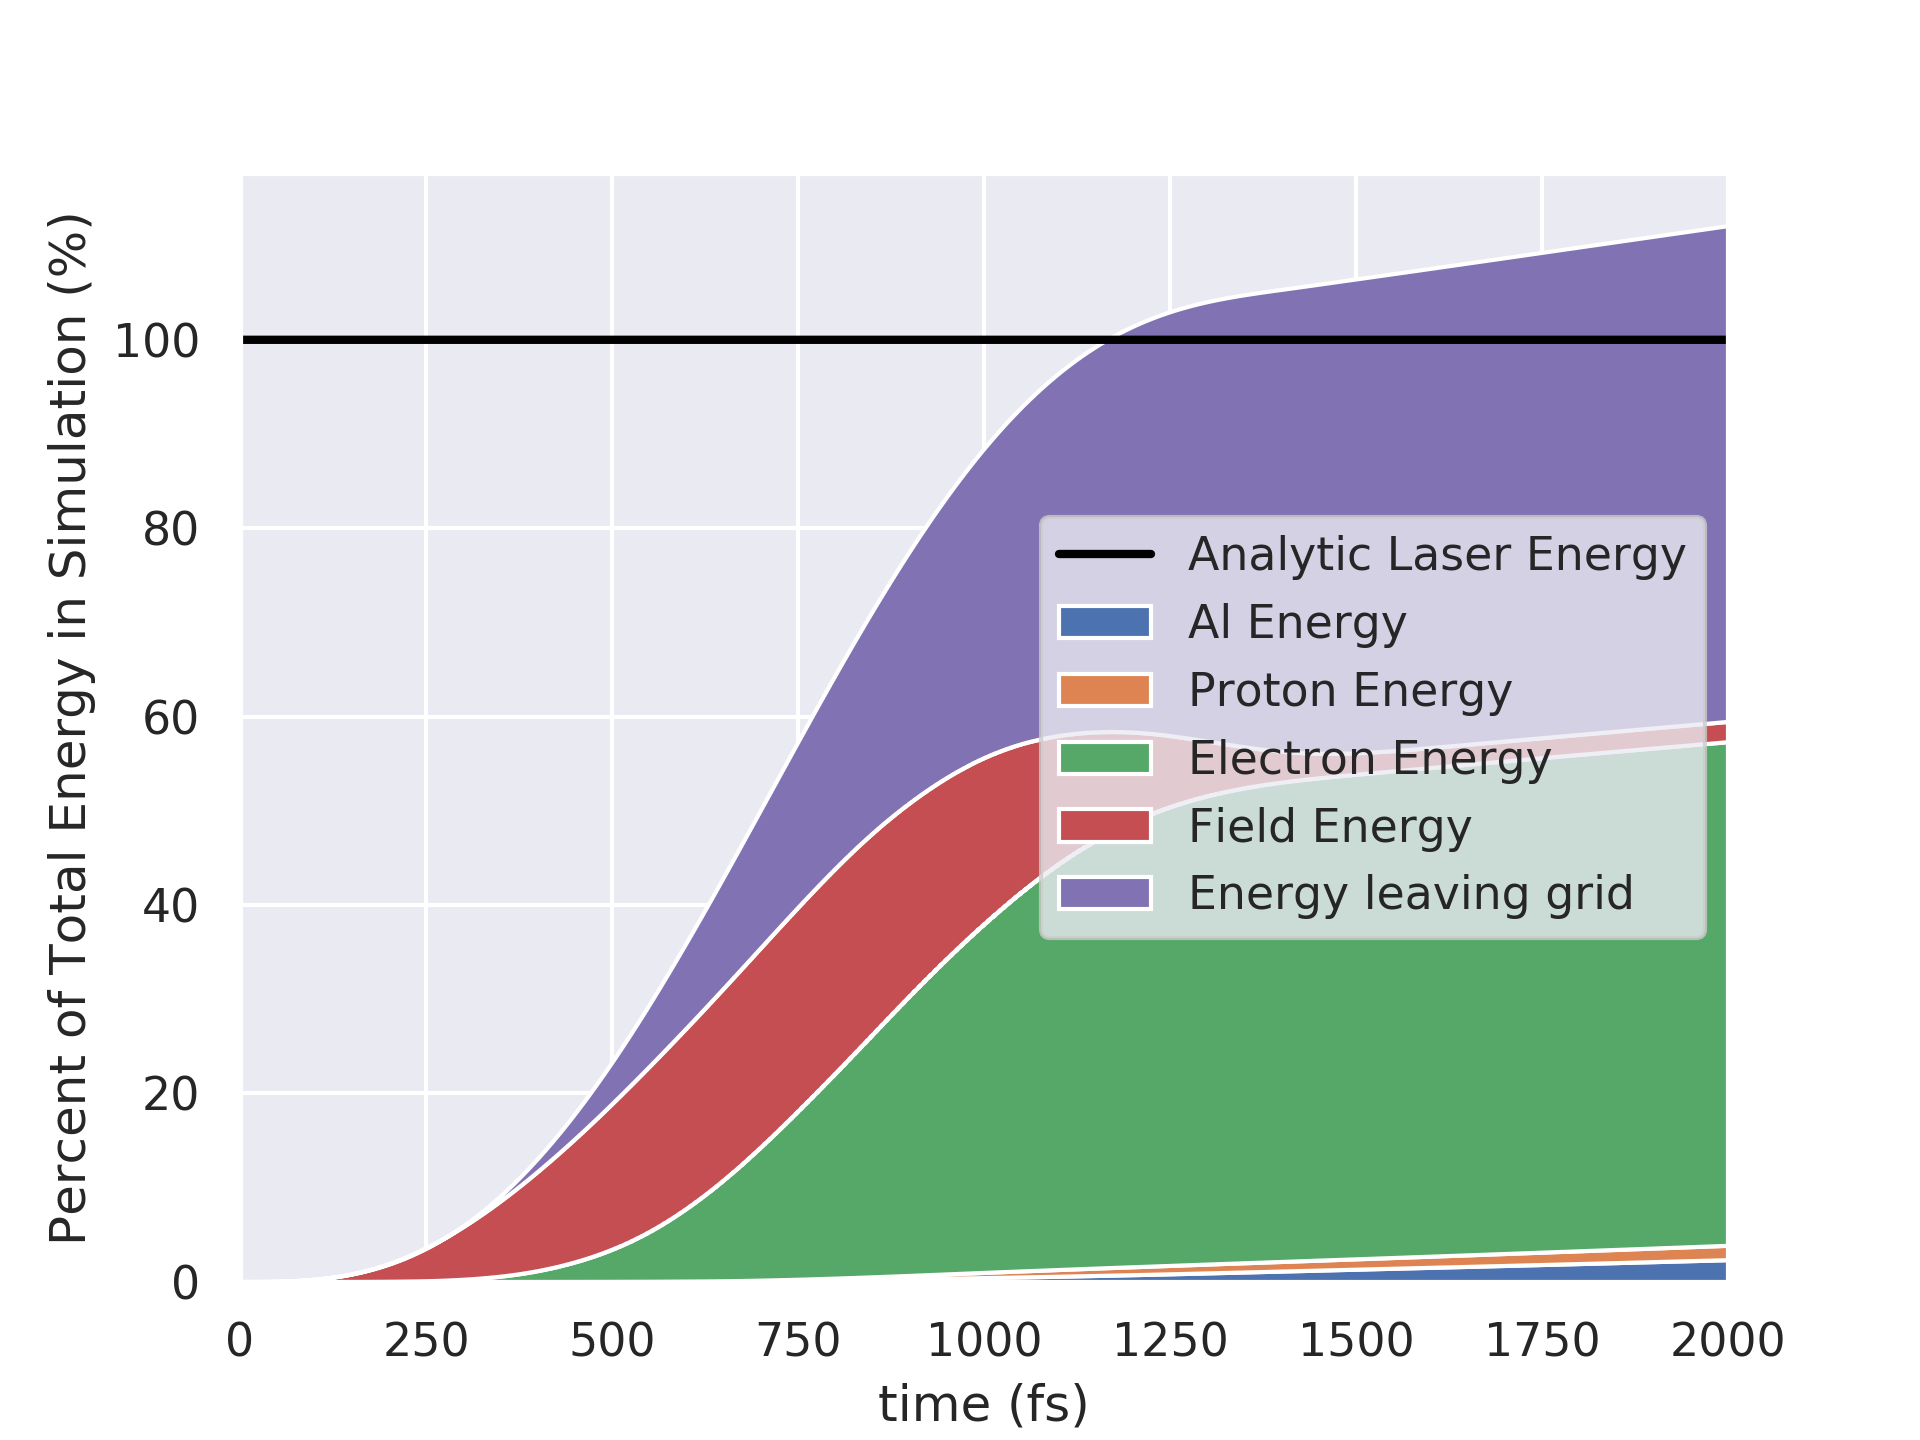 Percent of Total Energy in Simulation (%)
100
80
60
40
20
0
Analytic Laser Energy
Al Energy
Proton Energy
Electron Energy
Field Energy
Energy leaving grid
0 250 500 750 1000 1250 1500 1750 2000
time (fs)